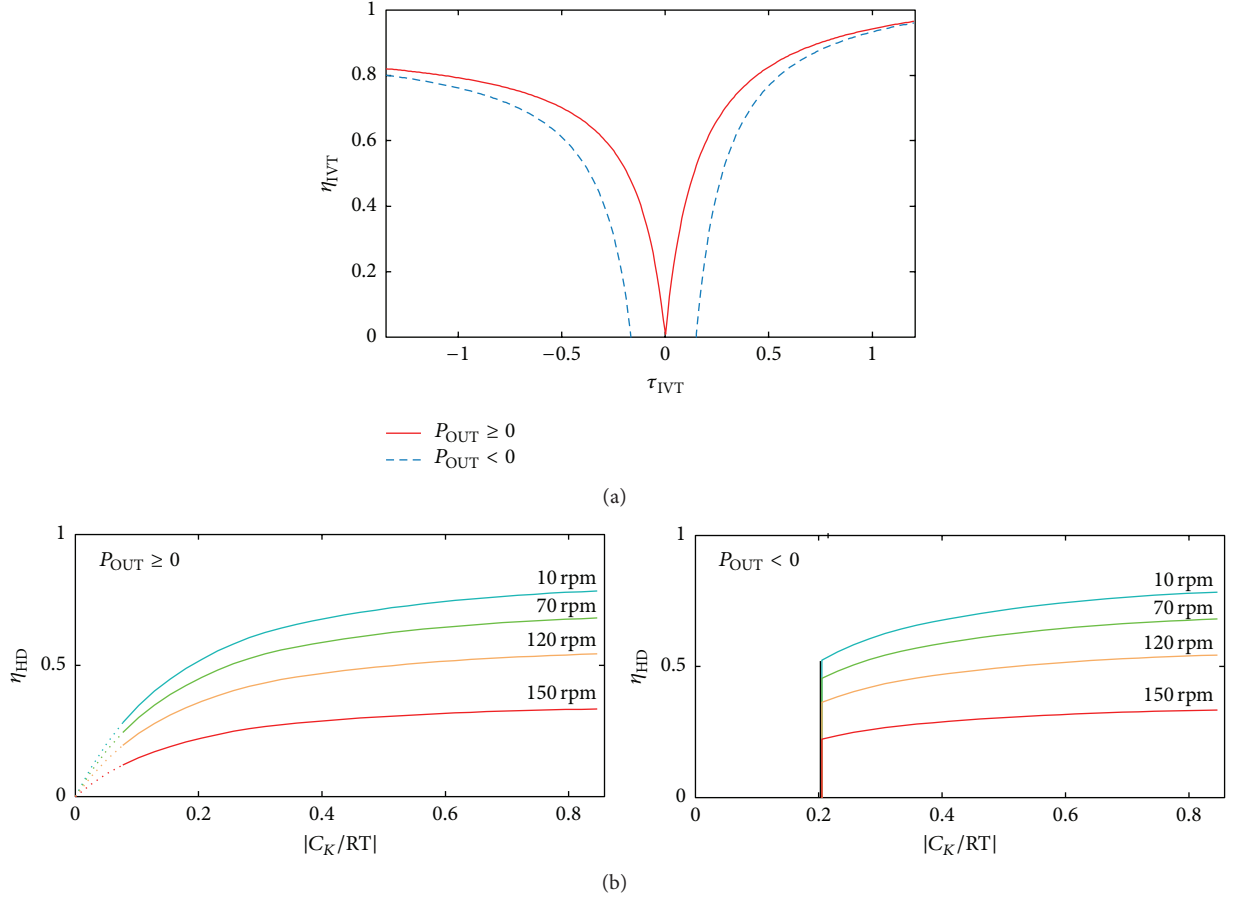 1
0.8
0.6
0.4
0.2
0
η_IVT
−1 −0.5 0 0.5 1
τ_IVT
P_OUT ≥ 0
P_OUT < 0
(a)
1
0.5
0
η_HD
P_OUT ≥ 0
10 rpm
70 rpm
120 rpm
150 rpm
0 0.2 0.4 0.6 0.8
|C_K/RT|
1
0.5
0
η_HD
P_OUT < 0
10 rpm
70 rpm
120 rpm
150 rpm
0 0.2 0.4 0.6 0.8
|C_K/RT|
(b)